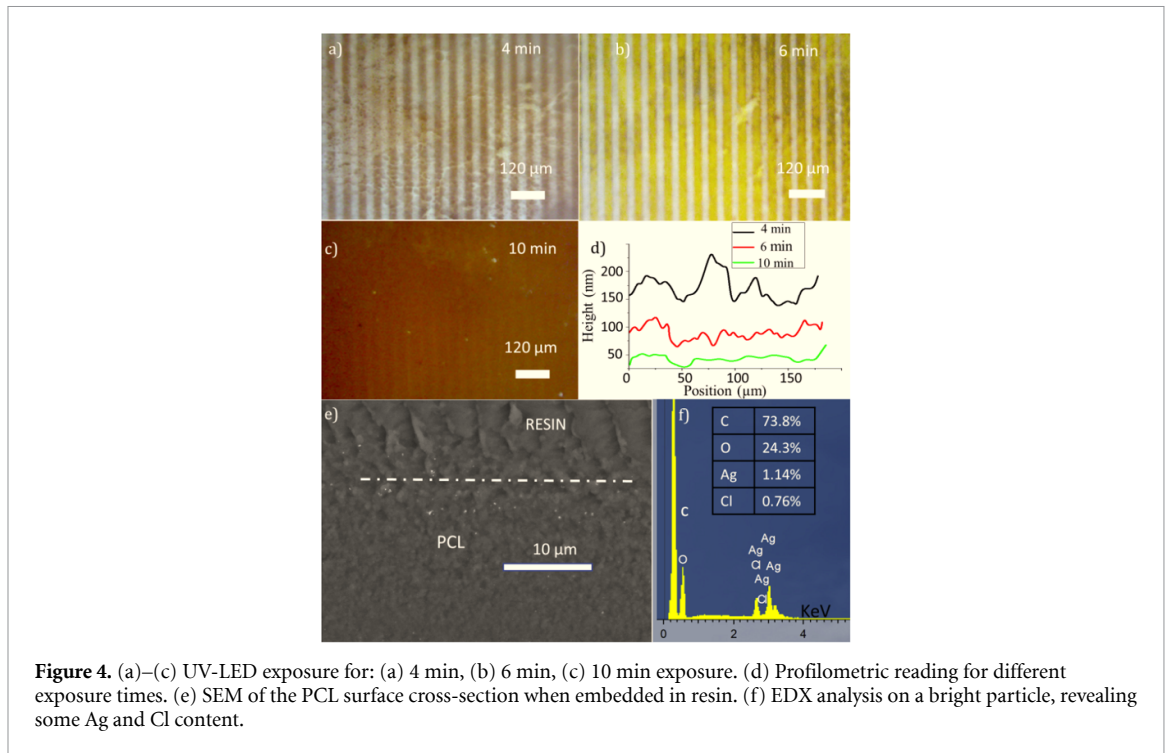 a)
4 min
120 µm
b)
6 min
120 µm
c)
10 min
120 µm
d)
4 min
6 min
10 min
Height (nm)
200
150
100
50
0
50
100
150
Position (µm)
e)
RESIN
PCL
10 µm
f)
C 73.8%
O 24.3%
Ag 1.14%
Cl 0.76%
C
O
Ag
Ag
Cl
Ag
Ag
Cl
KeV
0
2
4
Figure 4. (a)–(c) UV-LED exposure for: (a) 4 min, (b) 6 min, (c) 10 min exposure. (d) Profilometric reading for different
exposure times. (e) SEM of the PCL surface cross-section when embedded in resin. (f) EDX analysis on a bright particle, revealing
some Ag and Cl content.